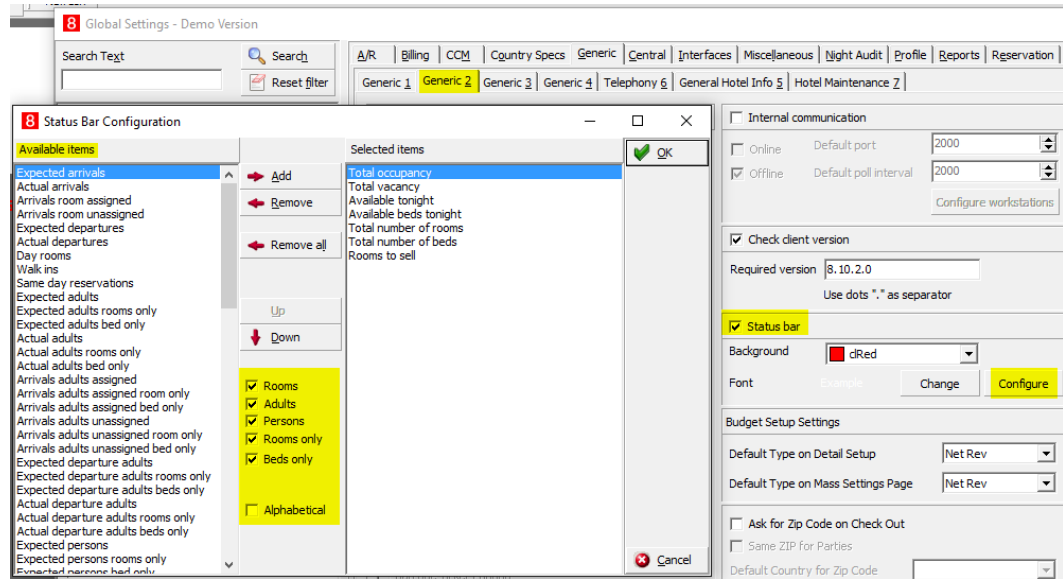 8 Global Settings - Demo Version
Search Text
Search
Reset filter
A/R Billing CCM Country Specs Generic Central Interfaces Miscellaneous Night Audit Profile Reports Reservation
Generic 1 Generic 2 Generic 3 Generic 4 Telephony 6 General Hotel Info 5 Hotel Maintenance 7
8 Status Bar Configuration
Available items
Expected arrivals
Actual arrivals
Arrivals room assigned
Arrivals room unassigned
Expected departures
Actual departures
Day rooms
Walk ins
Same day reservations
Expected adults
Expected adults rooms only
Expected adults bed only
Actual adults
Actual adults rooms only
Actual adults bed only
Arrivals adults assigned
Arrivals adults assigned room only
Arrivals adults assigned bed only
Arrivals adults unassigned
Arrivals adults unassigned room only
Arrivals adults unassigned bed only
Expected departure adults
Expected departure adults rooms only
Expected departure adults beds only
Actual departure adults
Actual departure adults rooms only
Actual departure adults beds only
Expected persons
Expected persons rooms only
Expected persons bed only
Add
Remove
Remove all
Up
Down
Rooms
Adults
Persons
Rooms only
Beds only
Alphabetical
Selected items
Total occupancy
Total vacancy
Available tonight
Available beds tonight
Total number of rooms
Total number of beds
Rooms to sell
OK
Cancel
Internal communication
Online Default port 2000
Offline Default poll interval 2000
Configure workstations
Check client version
Required version 8.10.2.0
Use dots "." as separator
Status bar
Background clRed
Font Example Change Configure
Budget Setup Settings
Default Type on Detail Setup Net Rev
Default Type on Mass Settings Page Net Rev
Ask for Zip Code on Check Out
Same ZIP for Parties
Default Country for Zip Code